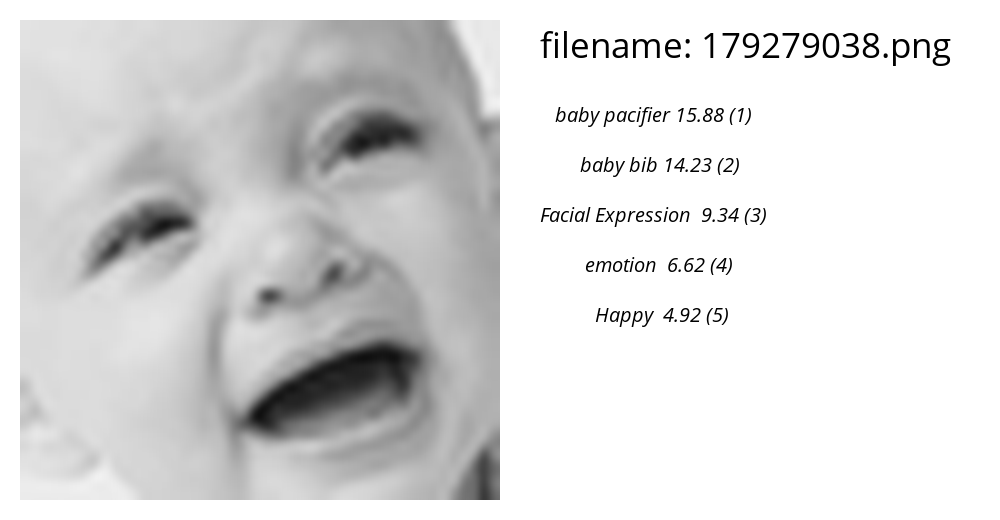 filename: 179279038.png
baby pacifier 15.88 (1)
baby bib 14.23 (2)
Facial Expression 9.34 (3)
emotion 6.62 (4)
Happy 4.92 (5)